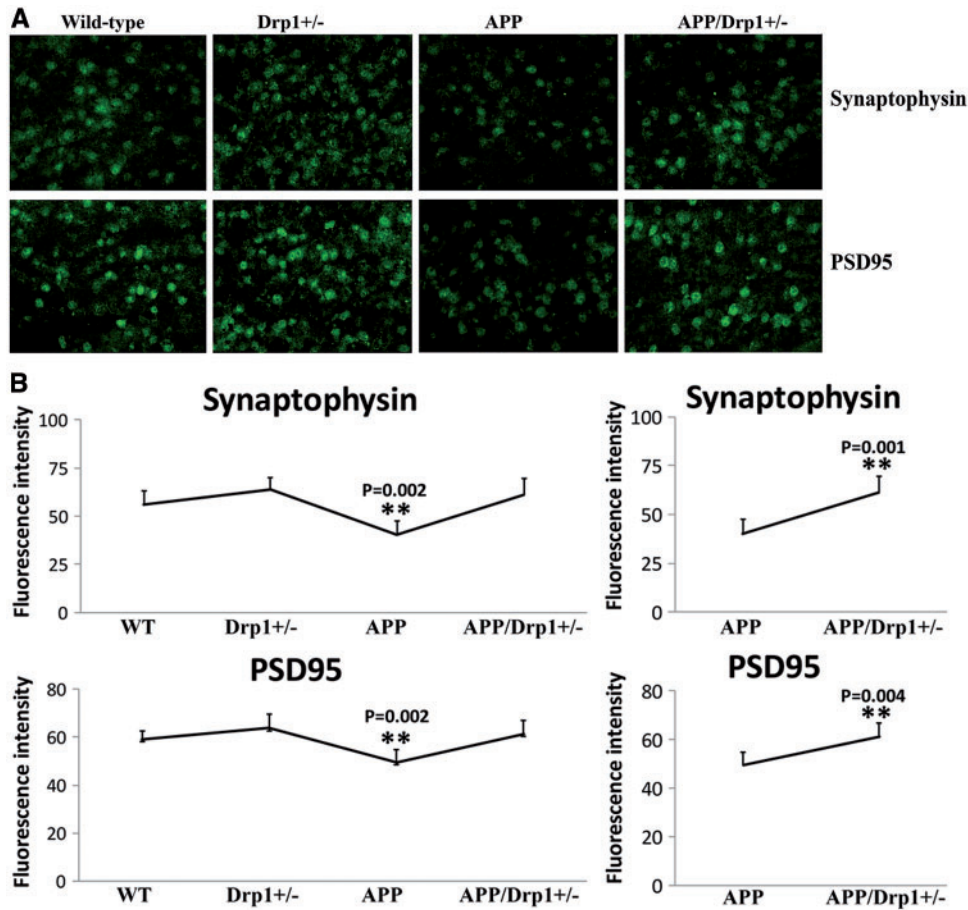 A
Wild-type Drp1+/- APP APP/Drp1+/-
Synaptophysin
PSD95
B
Synaptophysin
Fluorescence intensity
100
75
50
25
0
P=0.002
**
WT Drp1+/- APP APP/Drp1+/-
Synaptophysin
Fluorescence intensity
100
75
50
25
0
P=0.001
**
APP APP/Drp1+/-
PSD95
Fluorescence intensity
80
60
40
20
0
P=0.002
**
WT Drp1+/- APP APP/Drp1+/-
PSD95
Fluorescence intensity
80
60
40
20
0
P=0.004
**
APP APP/Drp1+/-